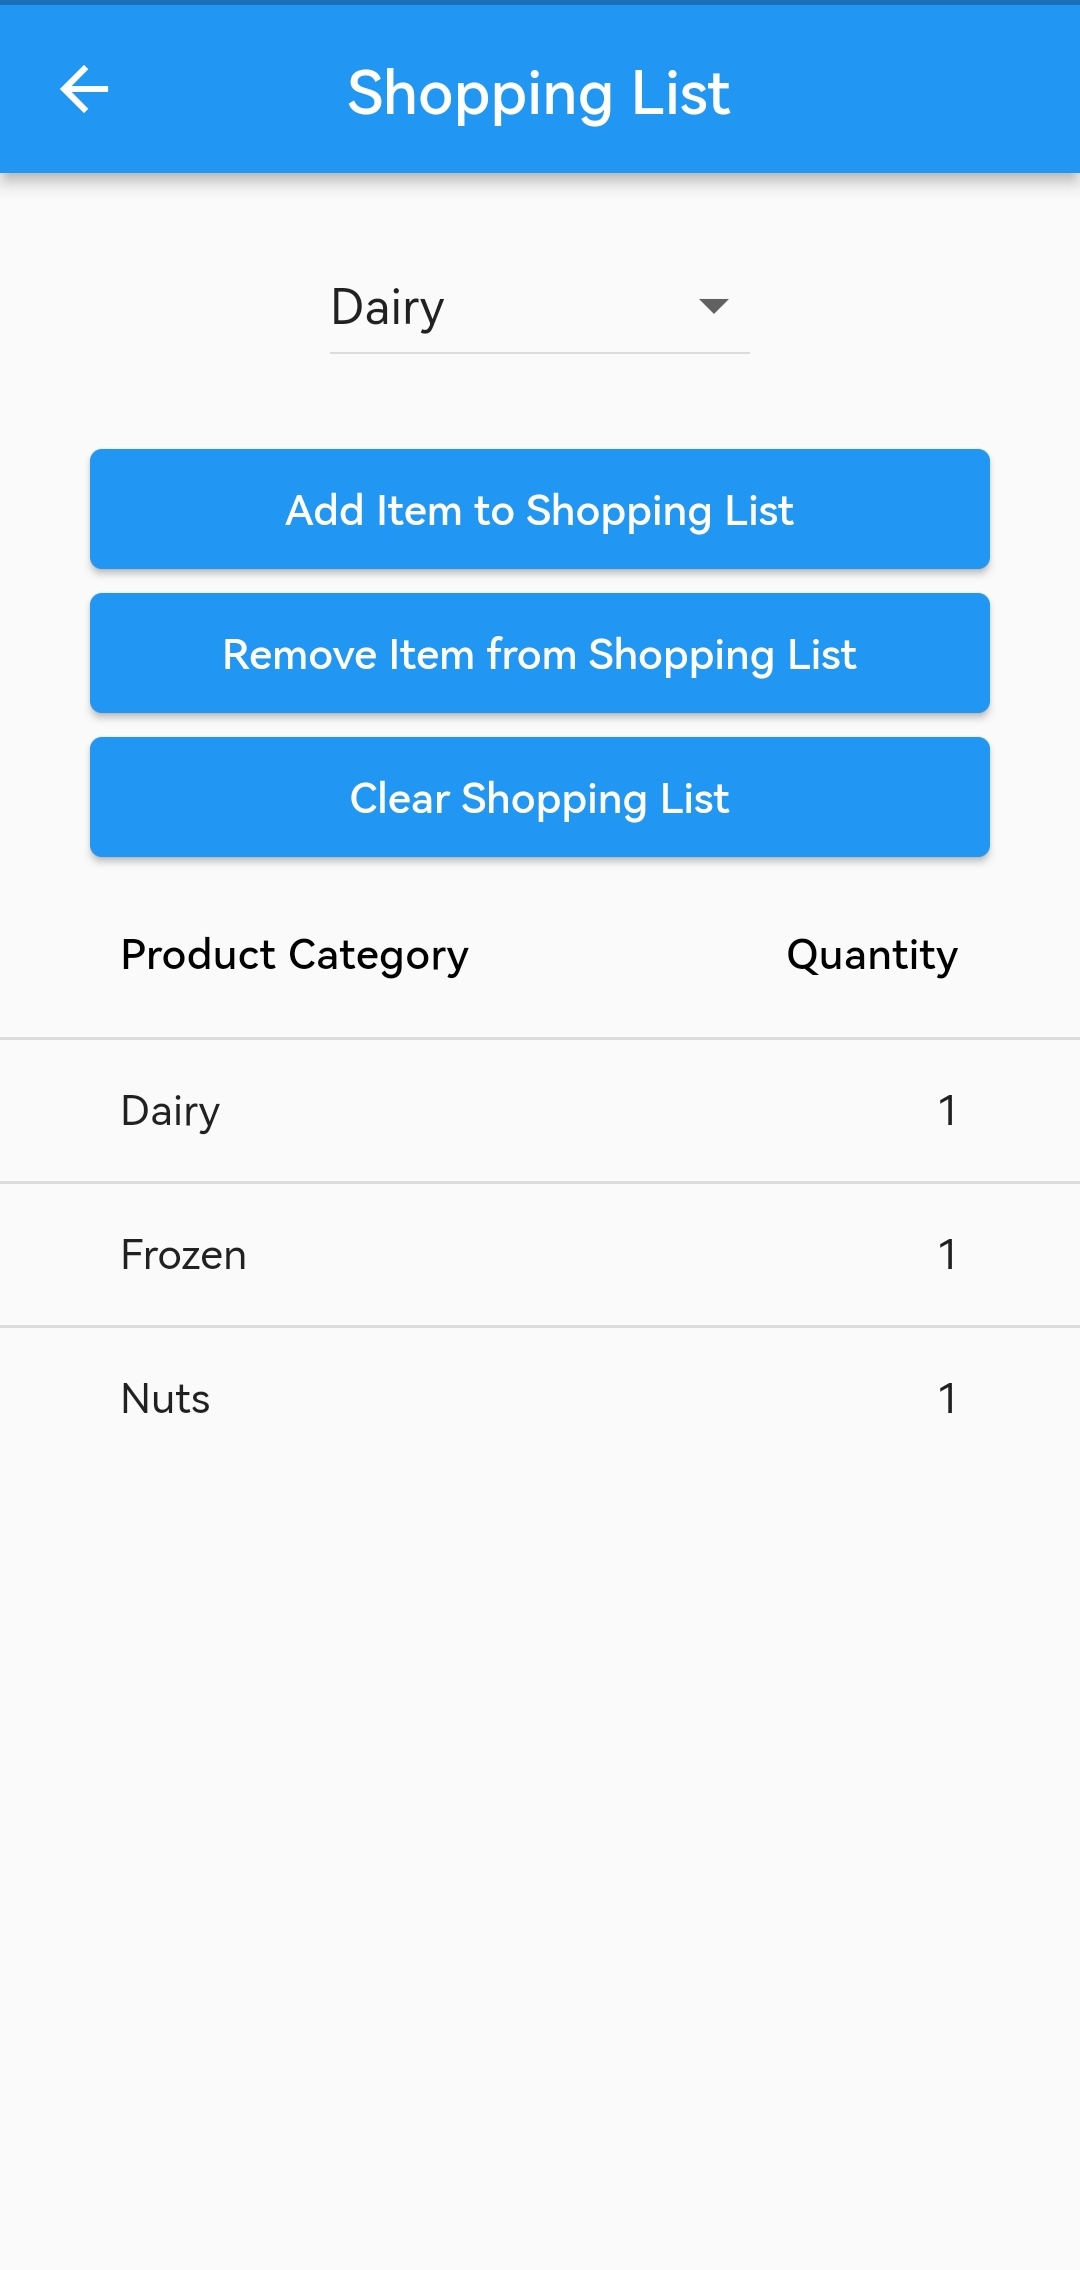 Shopping List
Dairy
Add Item to Shopping List
Remove Item from Shopping List
Clear Shopping List
Product Category Quantity
Dairy 1
Frozen 1
Nuts 1